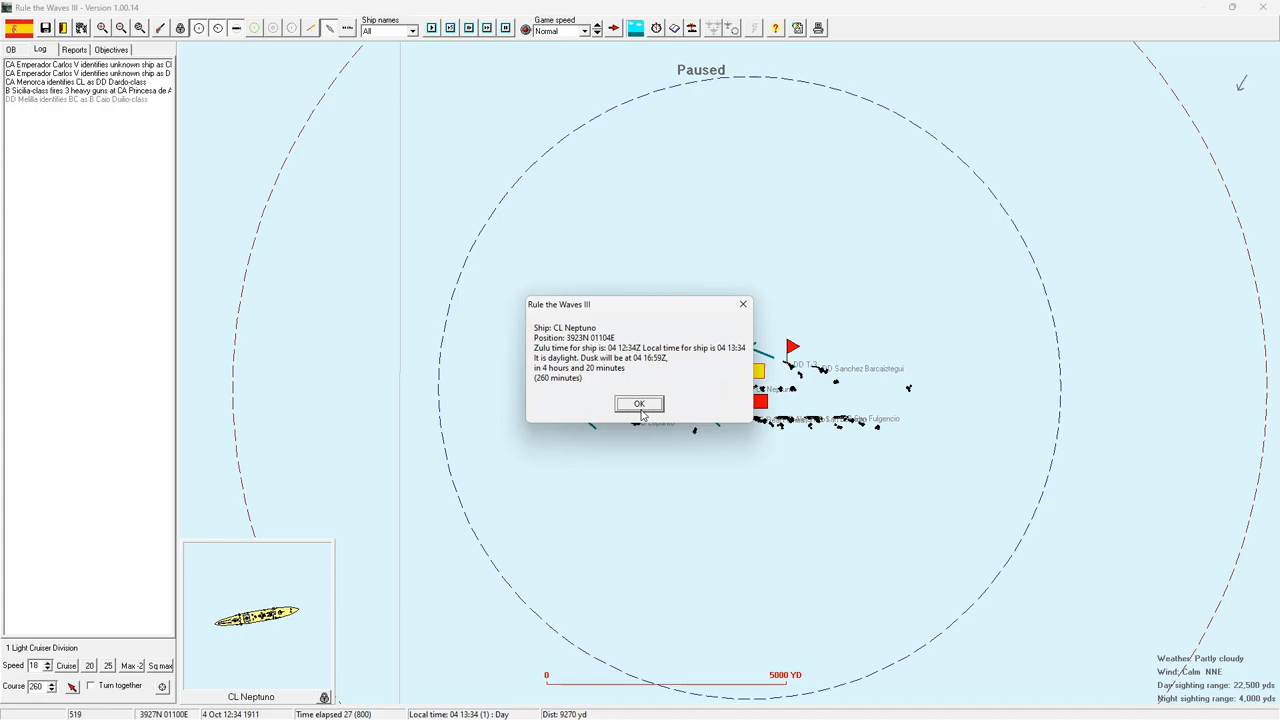 Rule the Waves III - Version 1.00.14
Ship names
All
Game speed
Normal
OB
Log
Reports
Objectives
CA Emperador Carlos V identifies unknown ship as
CA Emperador Carlos V identifies unknown ship as D
CA Menorca identifies CL as DD Dardo-class
B Sicilia-class fires 3 heavy guns at CA Princesa de A
DD Melilla identifies BC as B Caio Duilio-class
Paused
Rule the Waves III
Ship: CL Neptuno
Position: 3923N 01104E
Zulu time for ship is: 04 12:34Z Local time for ship is 04 13:34
It is daylight. Dusk will be at 04 16:59Z,
in 4 hours and 20 minutes
(260 minutes)
OK
DD Sanchez Barcaiztegui
Fulgencio
0
5000 YD
1 Light Cruiser Division
Speed
18
Cruise
20
25
Max -2
Sq max
Course
260
Turn together
CL Neptuno
Weather: Partly cloudy
Wind: Calm NNE
Day sighting range: 22,500 yds
Night sighting range: 4,000 yds
519
3927N 01100E
4 Oct 12:34 1911
Time elapsed 27 (800)
Local time: 04 13:34 (1) : Day
Dist: 9270 yd